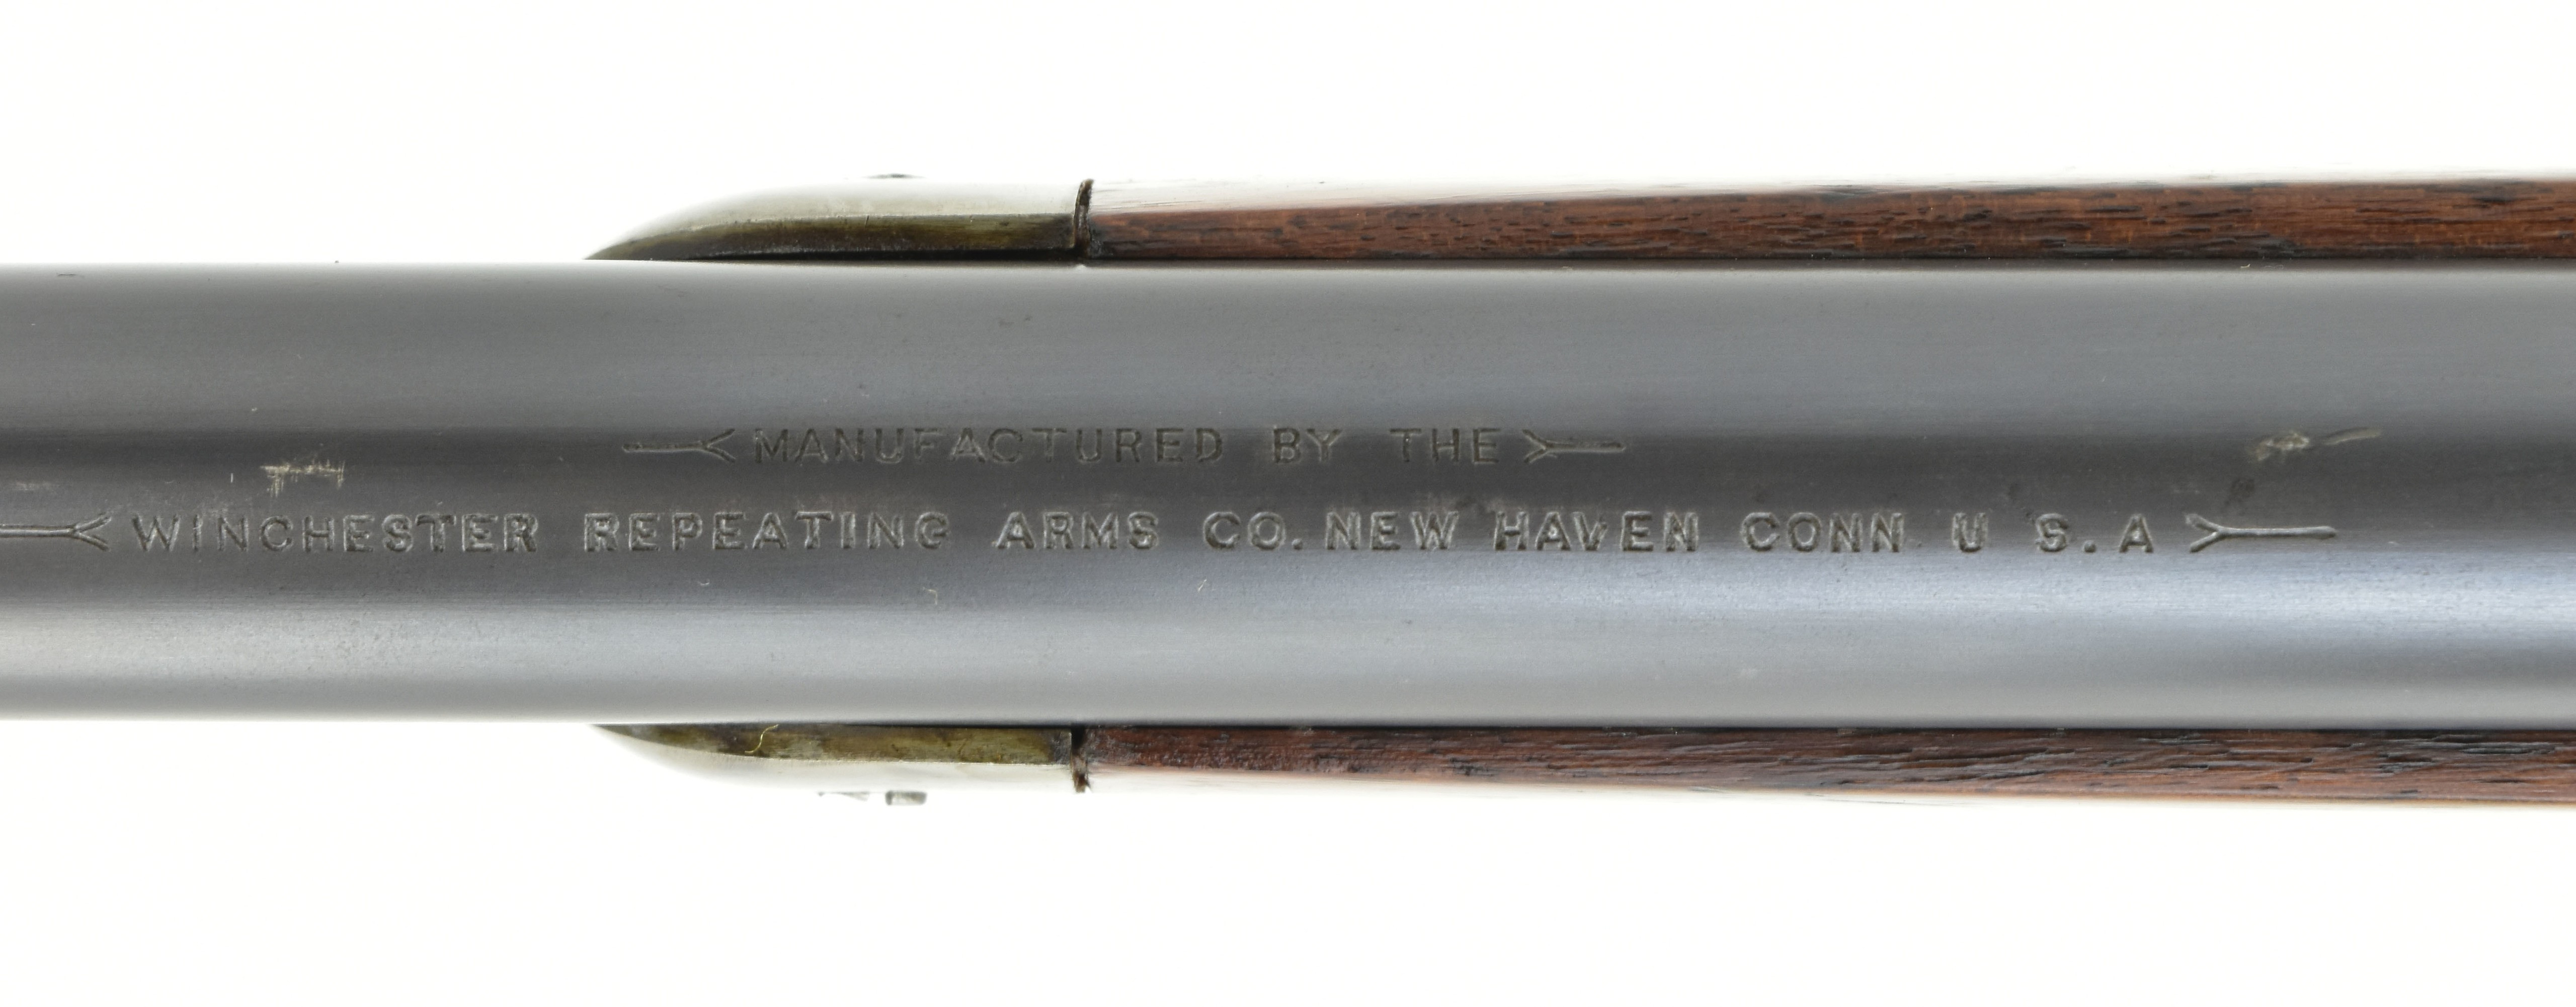 MANUFACTURED BY THE
WINCHESTER REPEATING ARMS CO. NEW HAVEN CONN U S.A